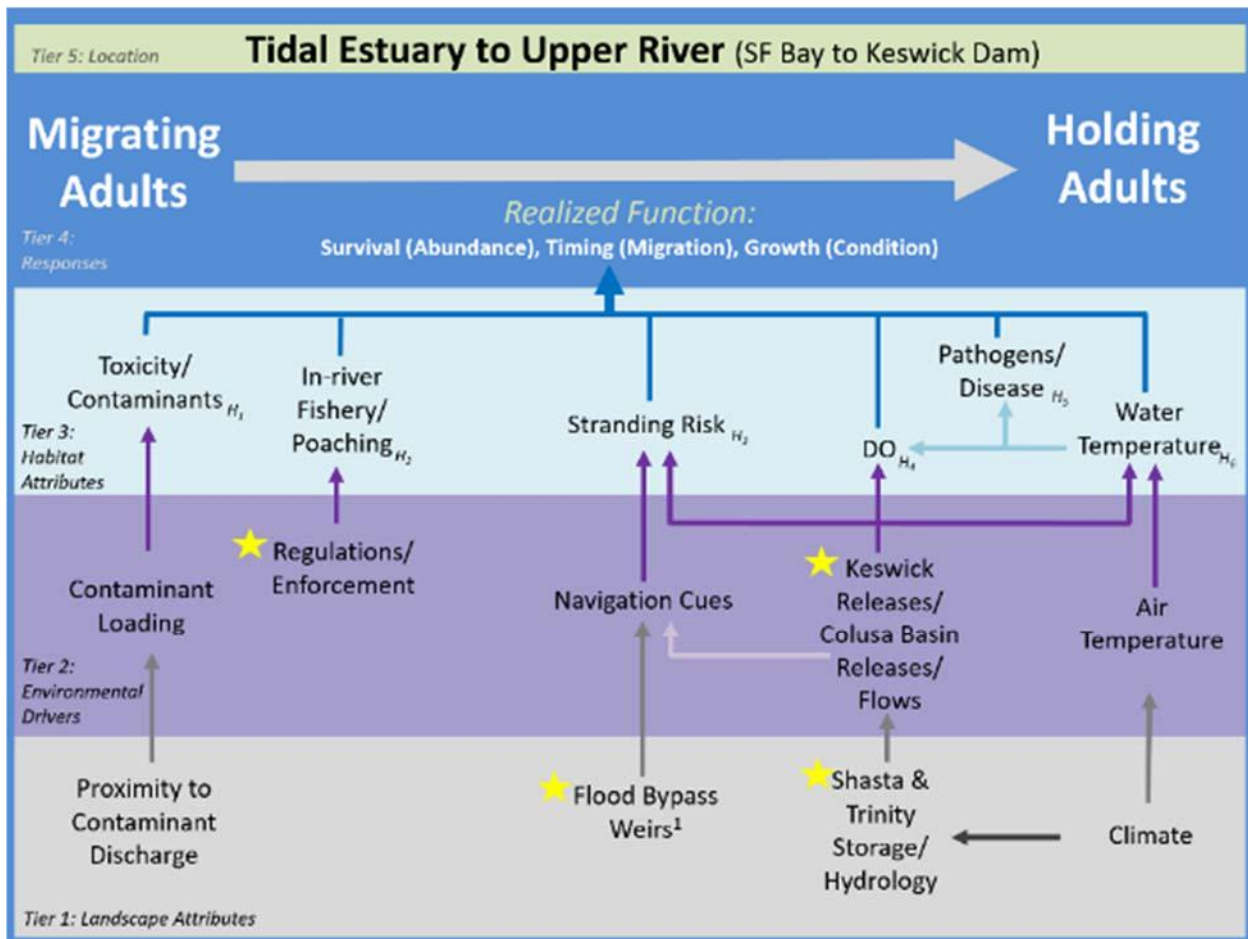 Tier 5: Location
Tidal Estuary to Upper River (SF Bay to Keswick Dam)
Migrating
Adults
Holding
Adults
Realized Function:
Survival (Abundance), Timing (Migration), Growth (Condition)
Tier 4:
Responses
Toxicity/
Contaminants H1
In-river
Fishery/
Poaching H2
Stranding Risk H3
DO H4
Pathogens/
Disease H5
Water
Temperature H6
Tier 3:
Habitat
Attributes
Contaminant
Loading
Regulations/
Enforcement
Navigation Cues
Keswick
Releases/
Colusa Basin
Releases/
Flows
Air
Temperature
Tier 2:
Environmental
Drivers
Proximity to
Contaminant
Discharge
Flood Bypass
Weirs¹
Shasta &
Trinity
Storage/
Hydrology
Climate
Tier 1: Landscape Attributes